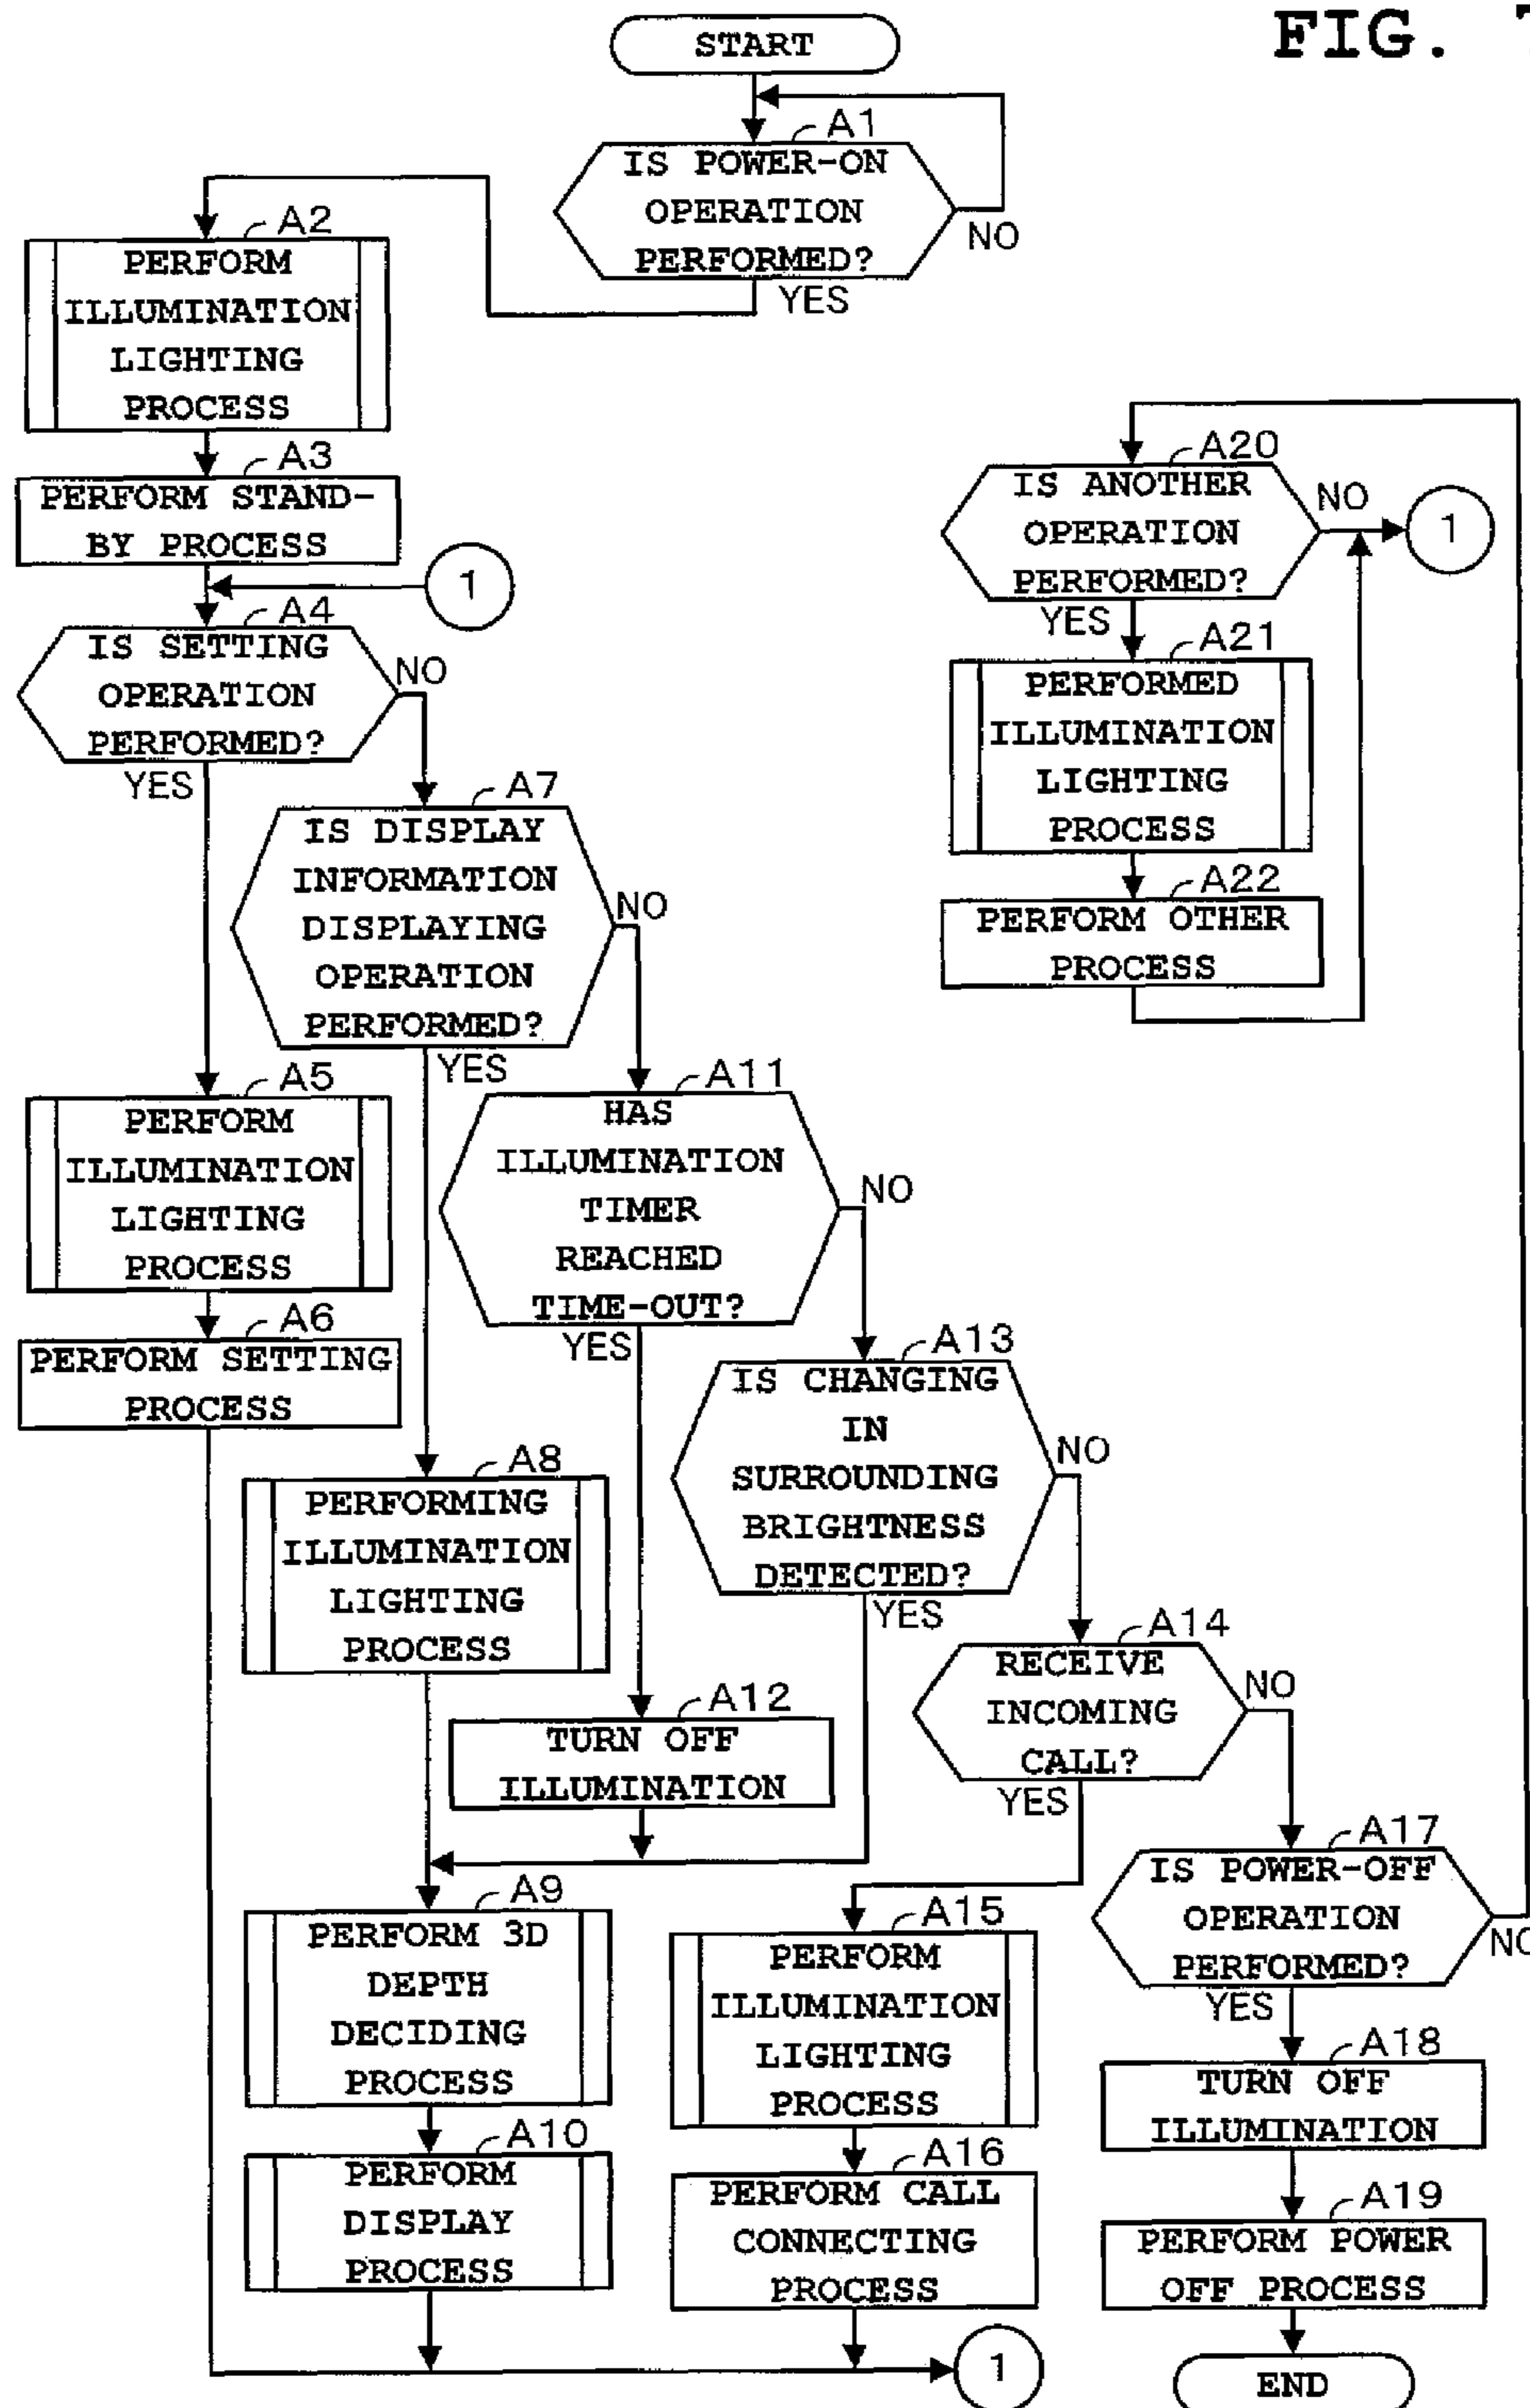 FIG.
START
A1
IS POWER-ON
OPERATION
PERFORMED?
NO
YES
A2
PERFORM
ILLUMINATION
LIGHTING
PROCESS
A3
PERFORM STAND-
BY PROCESS
1
A4
IS SETTING
OPERATION
PERFORMED?
NO
YES
A5
PERFORM
ILLUMINATION
LIGHTING
PROCESS
A6
PERFORM SETTING
PROCESS
A7
IS DISPLAY
INFORMATION
DISPLAYING
OPERATION
PERFORMED?
NO
YES
A8
PERFORMING
ILLUMINATION
LIGHTING
PROCESS
A9
PERFORM 3D
DEPTH
DECIDING
PROCESS
A10
PERFORM
DISPLAY
PROCESS
A11
HAS
ILLUMINATION
TIMER
REACHED
TIME-OUT?
NO
YES
A12
TURN OFF
ILLUMINATION
A13
IS CHANGING
IN
SURROUNDING
BRIGHTNESS
DETECTED?
NO
YES
A14
RECEIVE
INCOMING
CALL?
NO
YES
A15
PERFORM
ILLUMINATION
LIGHTING
PROCESS
A16
PERFORM CALL
CONNECTING
PROCESS
1
A17
IS POWER-OFF
OPERATION
PERFORMED?
NO
YES
A18
TURN OFF
ILLUMINATION
A19
PERFORM POWER
OFF PROCESS
END
A20
IS ANOTHER
OPERATION
PERFORMED?
NO
1
YES
A21
PERFORMED
ILLUMINATION
LIGHTING
PROCESS
A22
PERFORM OTHER
PROCESS